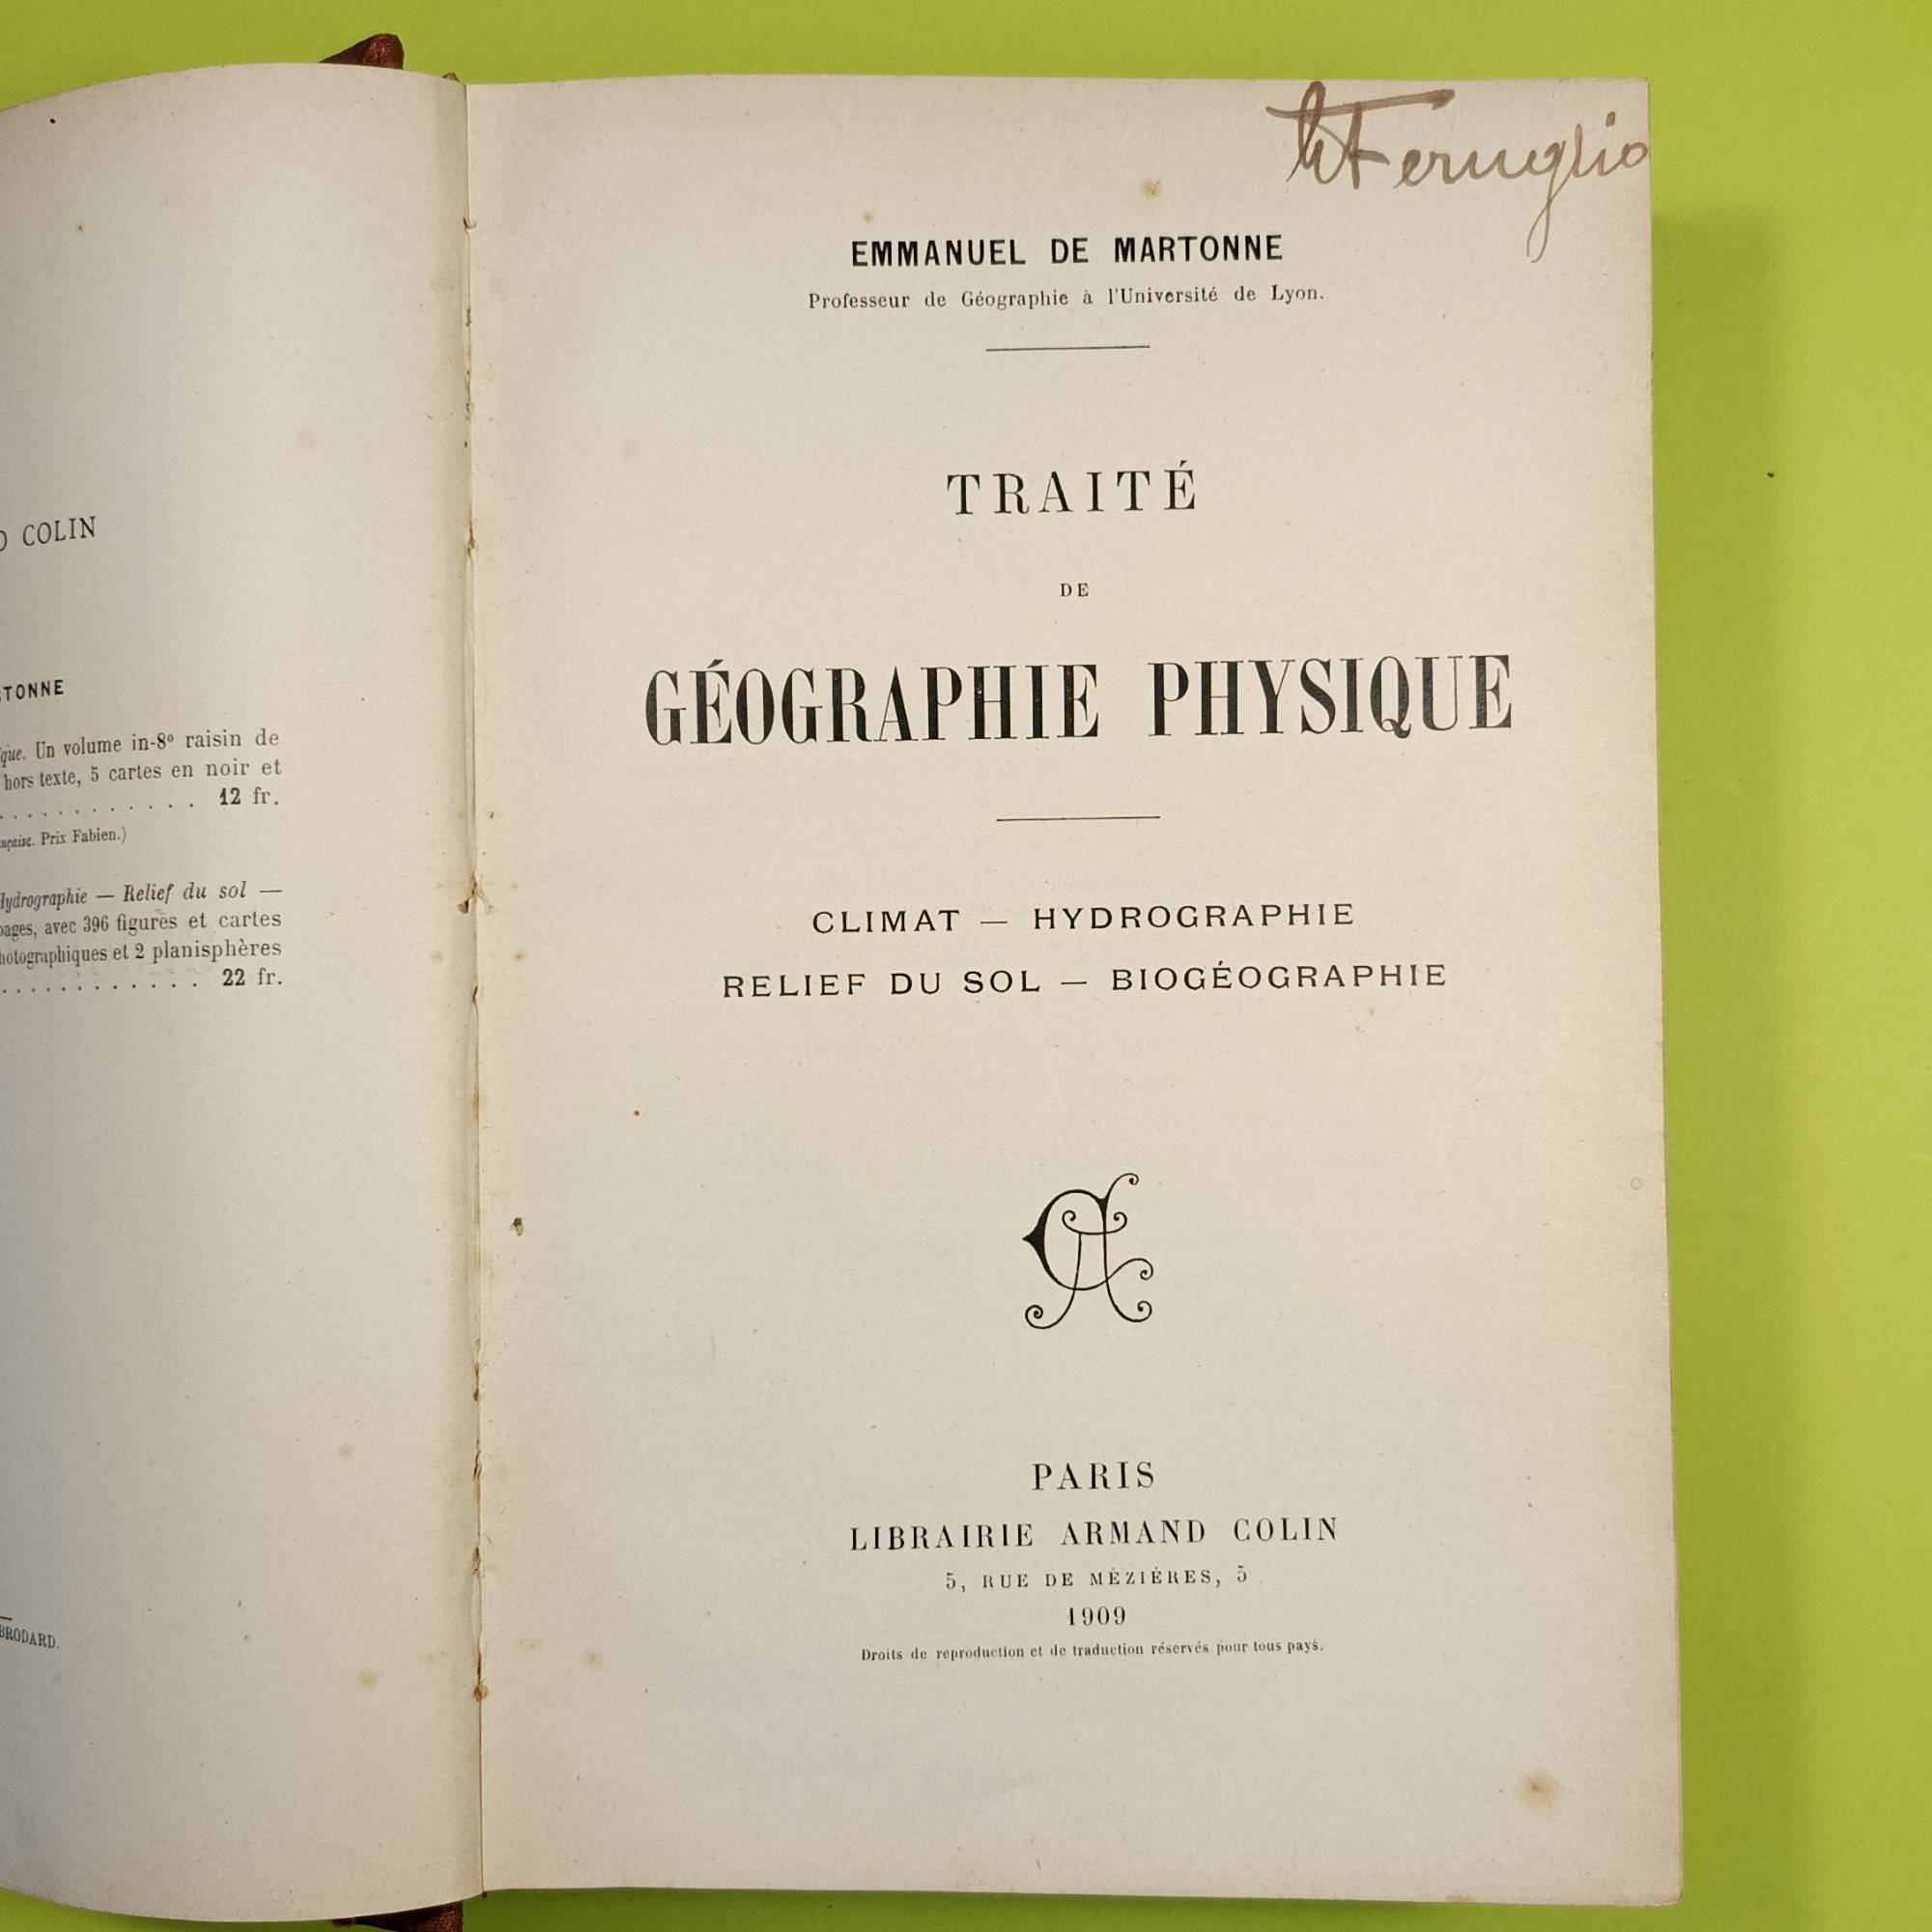 D COLIN
TONNE
que. Un volume in-8º raisin de
hors texte, 5 cartes en noir et
. . . . . . . . . . . 12 fr.
Prix Fabien.)
Hydrographie — Relief du sol —
pages, avec 396 figures et cartes
hotographiques et 2 planisphères
. . . . . . . . . . . . 22 fr.
BRODARD.
Feruglio
EMMANUEL DE MARTONNE
Professeur de Géographie à l'Université de Lyon.
TRAITÉ
DE
GÉOGRAPHIE PHYSIQUE
CLIMAT — HYDROGRAPHIE
RELIEF DU SOL — BIOGÉOGRAPHIE
PARIS
LIBRAIRIE ARMAND COLIN
5, RUE DE MÉZIÈRES, 5
1909
Droits de reproduction et de traduction réservés pour tous pays.